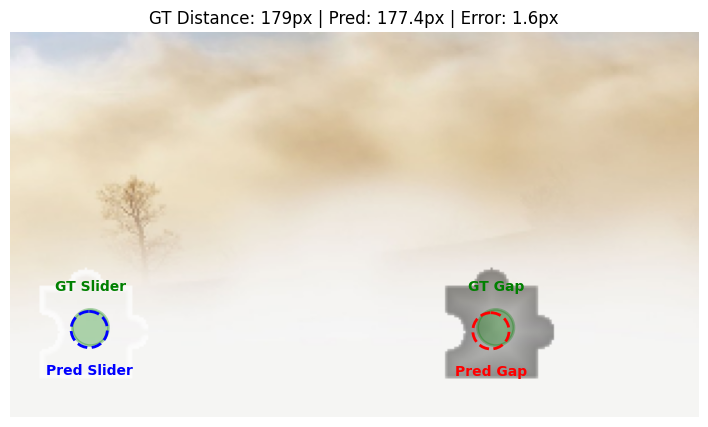 GT Distance: 179px | Pred: 177.4px | Error: 1.6px
GT Slider
GT Gap
Pred Slider
Pred Gap